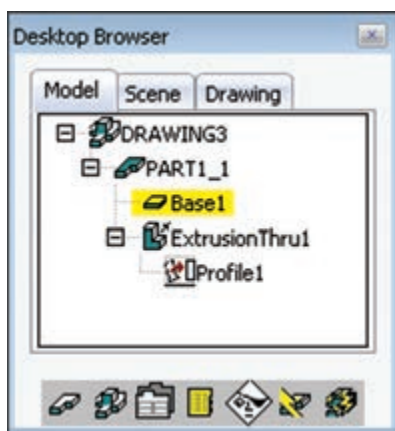 Desktop Browser
Model Scene Drawing
DRAWING3
PART1_1
Base1
ExtrusionThru1
Profile1